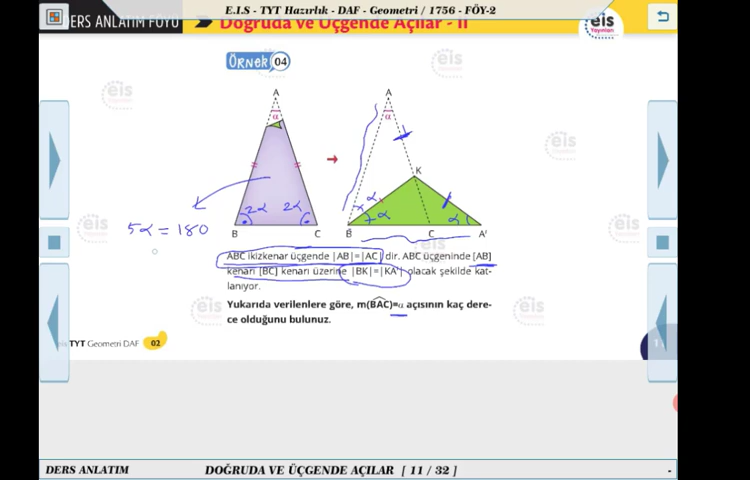 E.I.S - TYT Hazırlık - DAF - Geometri / 1756 - FÖY-2
ERS ANLATIM FÖYÜ
Doğruda ve Üçgende Açılar - II
eis
Yayınları
ÖRNEK 04
A
α
B
C
2α
2α
5α = 180
A
α
K
α
α
α
B
C
A'
ABC ikizkenar üçgende |AB|=|AC| dir. ABC üçgeninde [AB]
kenarı [BC] kenarı üzerine |BK|=|KA'| olacak şekilde kat-
lanıyor.
Yukarıda verilenlere göre, m(BAC)=α açısının kaç dere-
ce olduğunu bulunuz.
TYT Geometri DAF 02
DERS ANLATIM
DOĞRUDA VE ÜÇGENDE AÇILAR [ 11 / 32 ]